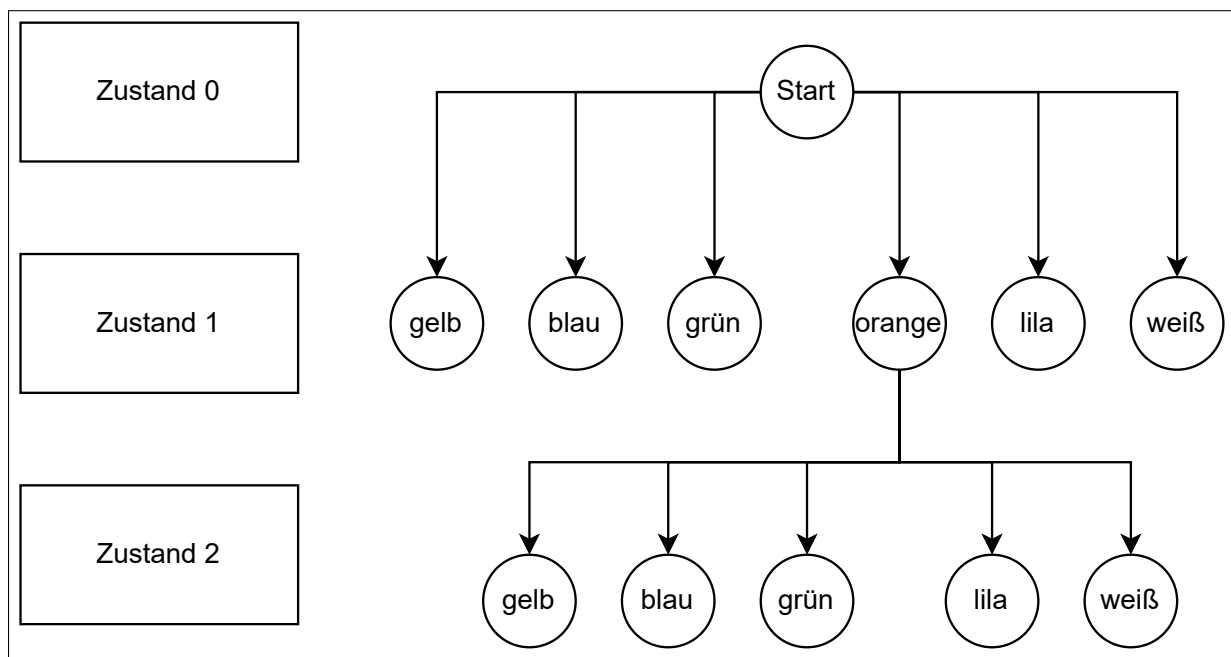 Zustand 0
Start
Zustand 1
gelb
blau
grün
orange
lila
weiß
Zustand 2
gelb
blau
grün
lila
weiß